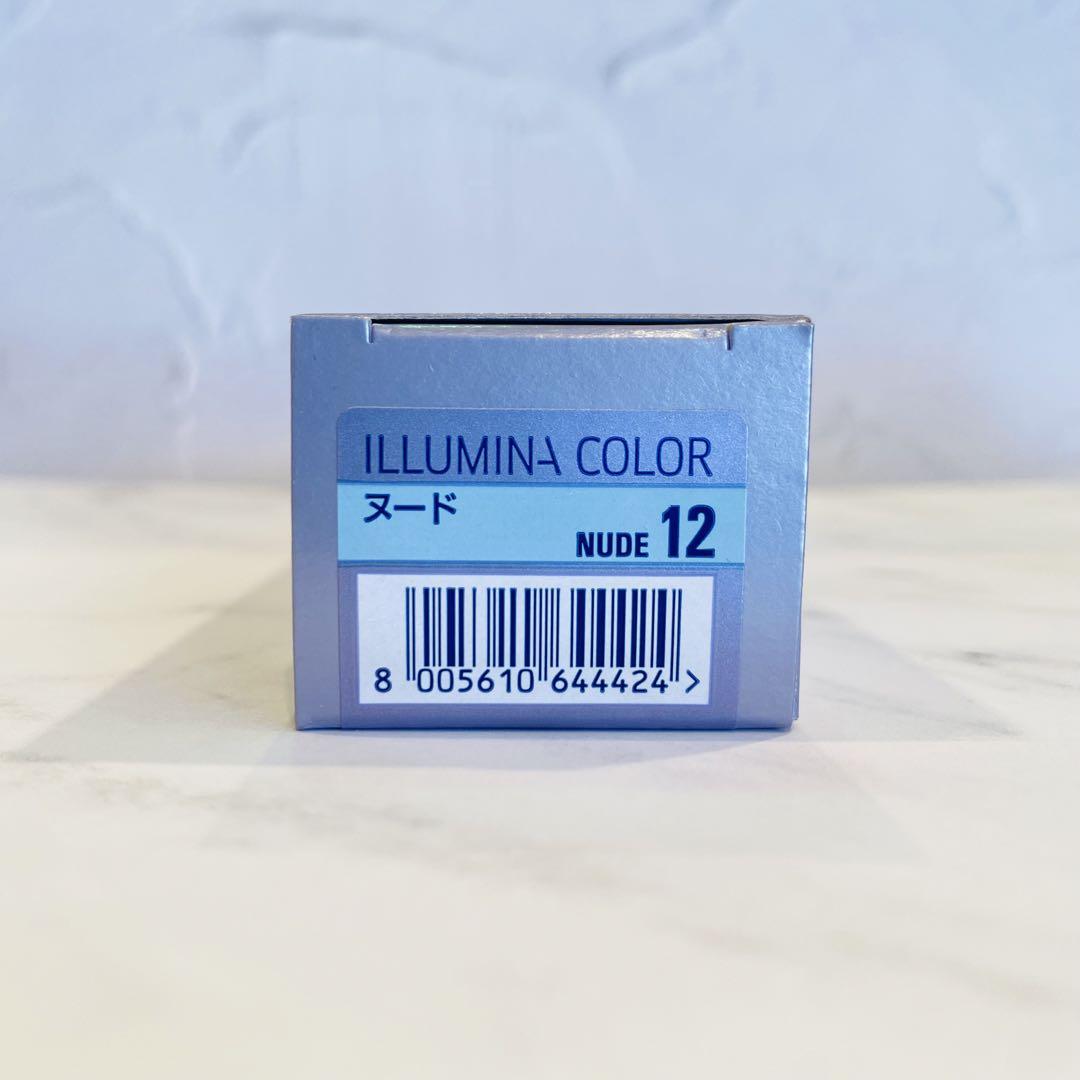 ILLUMINA COLOR
ヌード
NUDE 12
8 005610 644424 >